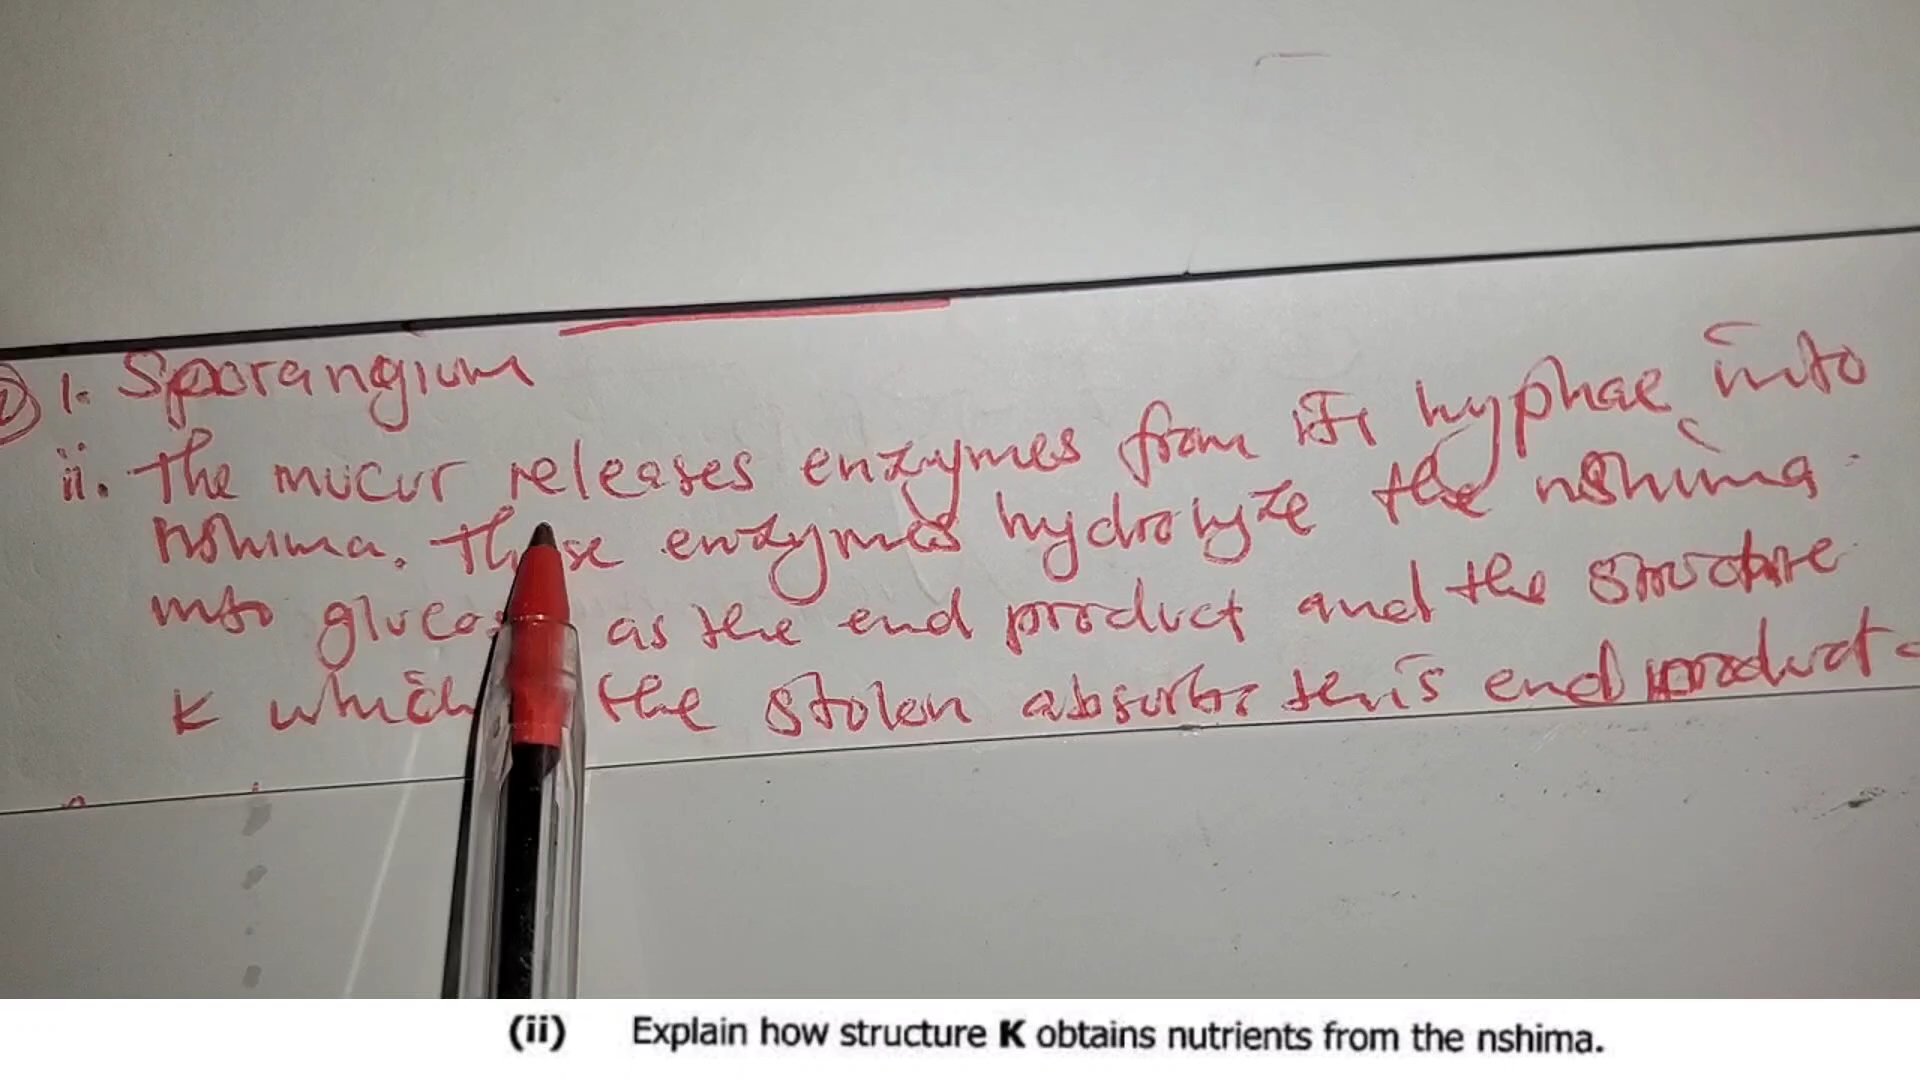 1. Sporangium
ii. The mucur releases enzymes from its hyphae into
nshima. These enzymes hydrolyze the nshima
into glucose as the end product and the structure
K which the stolen absorbs this end product.
(ii) Explain how structure K obtains nutrients from the nshima.